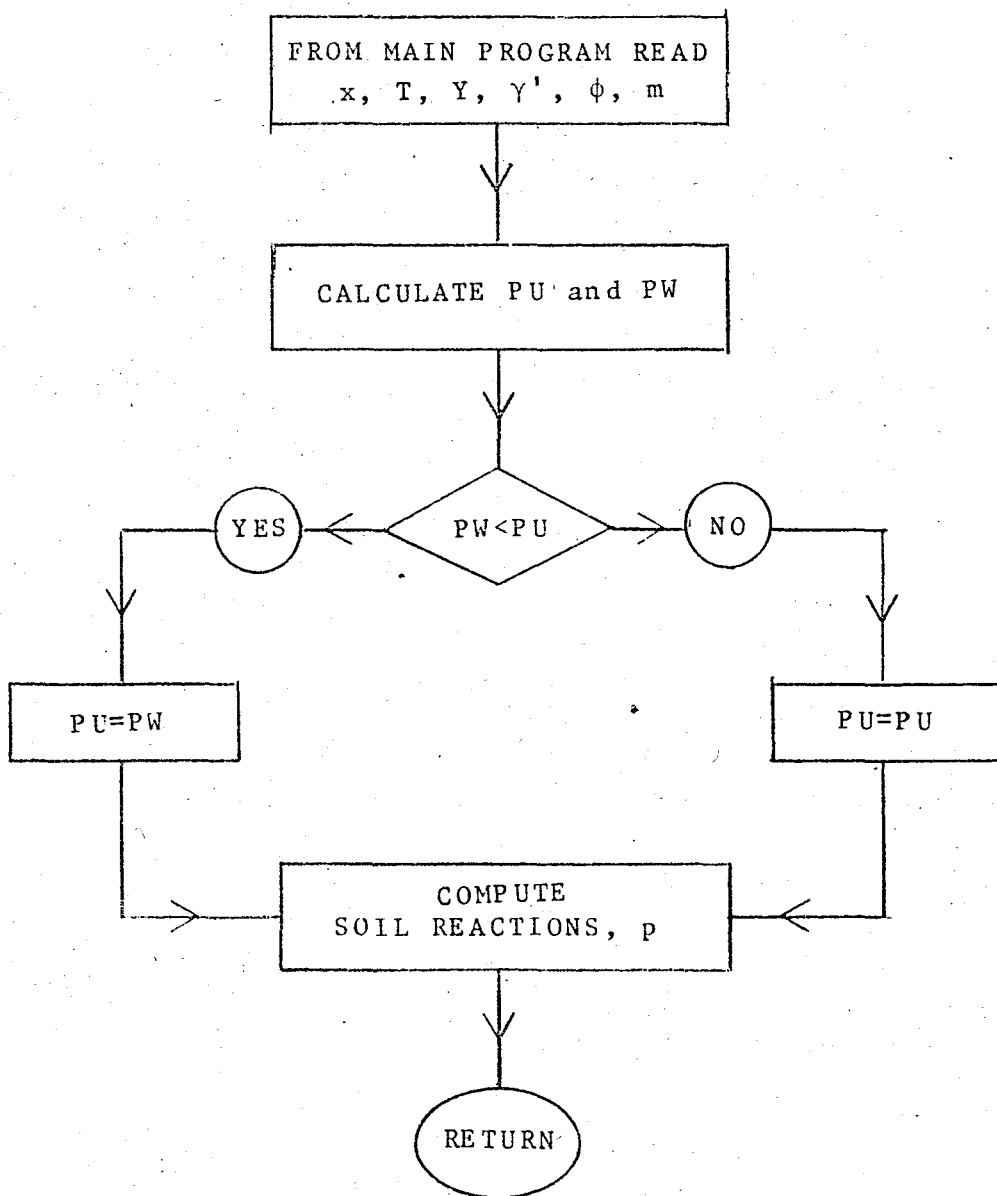 FROM MAIN PROGRAM READ
x, T, Y, γ', ϕ, m
CALCULATE PU and PW
YES
PW<PU
NO
PU=PW
PU=PU
COMPUTE
SOIL REACTIONS, p
RETURN